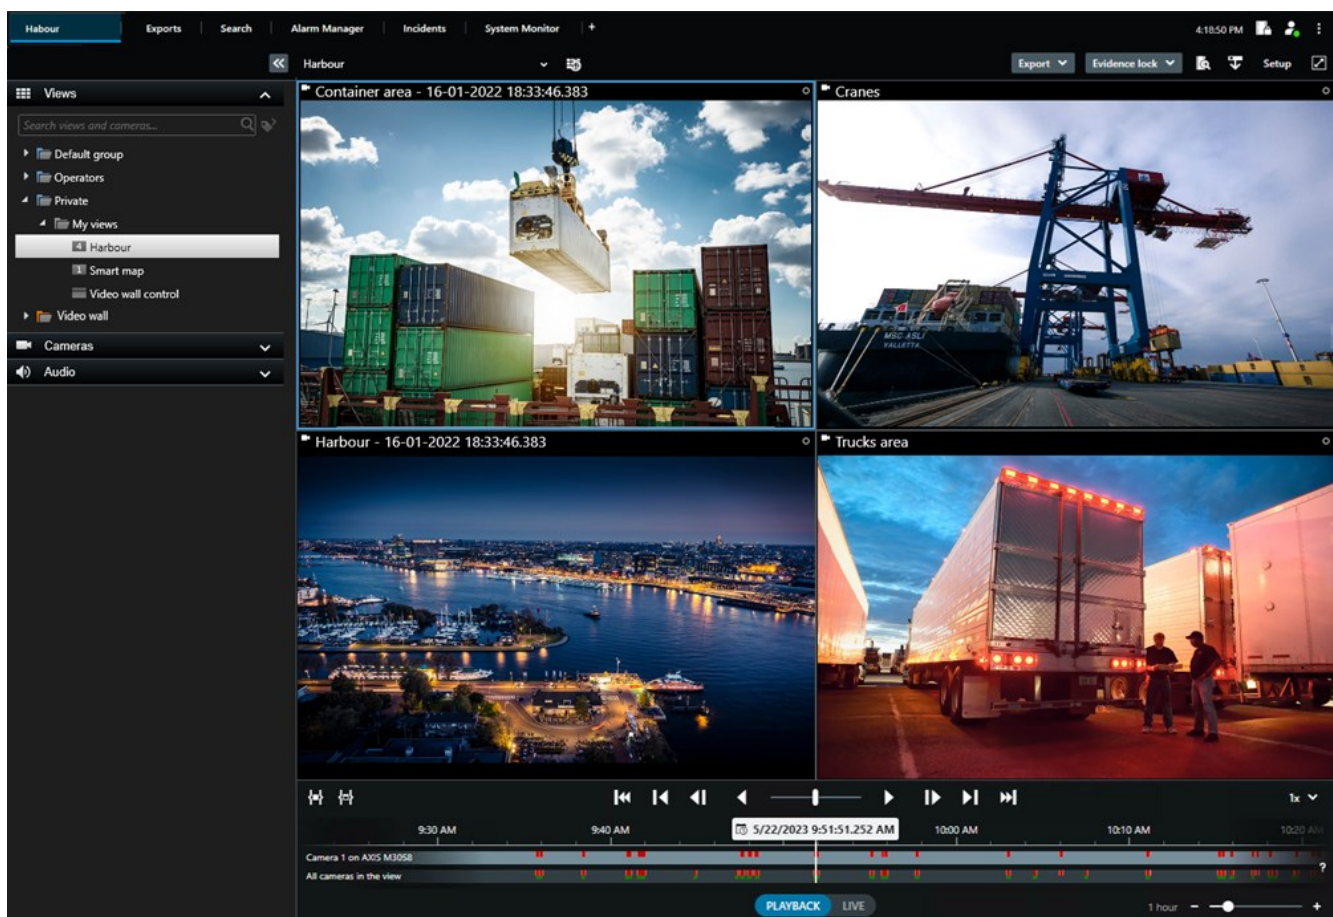 Habour Exports Search Alarm Manager Incidents System Monitor + 4:18:50 PM
Harbour Export Evidence lock Setup
Views
Search views and cameras...
Default group
Operators
Private
My views
4 Harbour
1 Smart map
Video wall control
Video wall
Cameras
Audio
Container area - 16-01-2022 18:33:46.383
Cranes
MSC ASLI
VALLETTA
Harbour - 16-01-2022 18:33:46.383
Trucks area
1x
9:30 AM 9:40 AM 5/22/2023 9:51:51.252 AM 10:00 AM 10:10 AM 10:20 AM
Camera 1 on AXIS M3058
All cameras in the view ?
PLAYBACK LIVE 1 hour - +